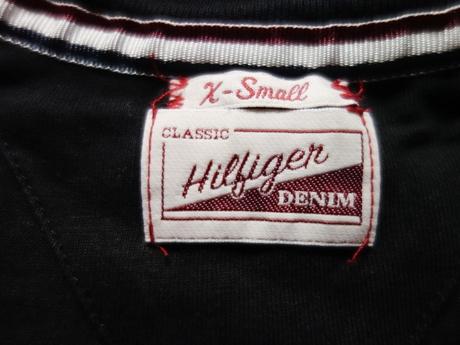 X-Small
CLASSIC
Hilfiger
DENIM